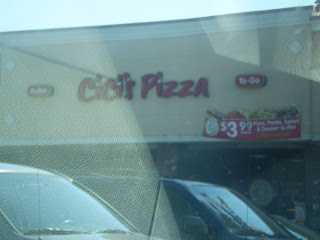 Buffet
CiCi's Pizza
To-Go
$3.99 Pizza, Pasta, Salad
& Dessert Buffet